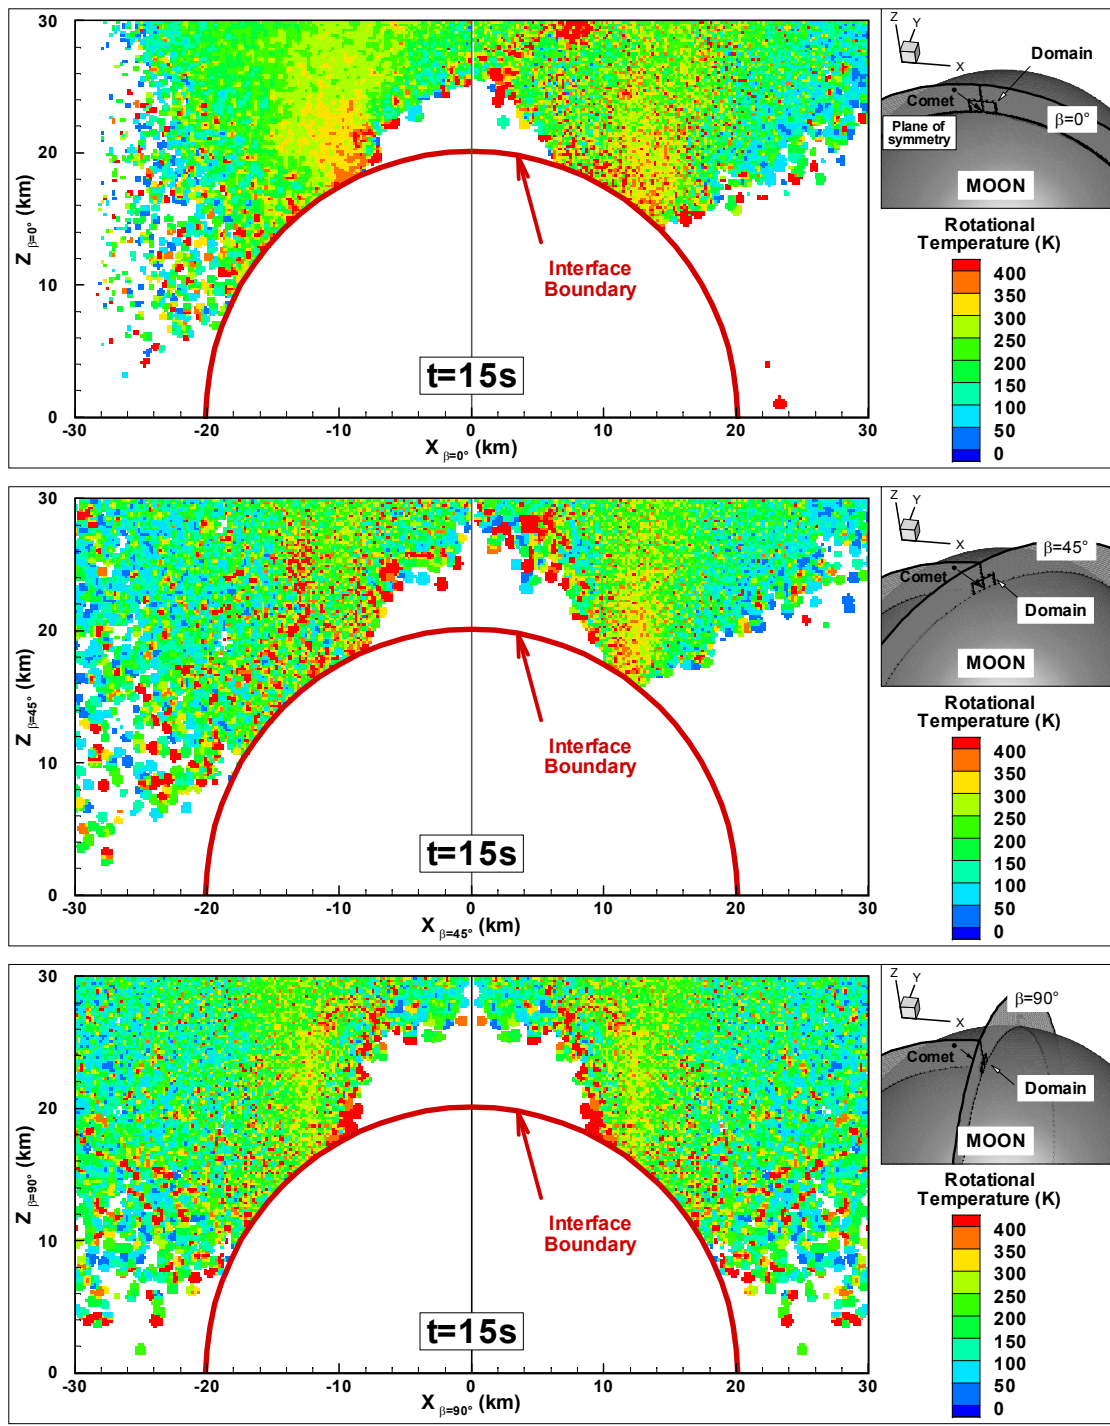 30
20
10
0
Z β=0° (km)
-30 -20 -10 0 10 20 30
X β=0° (km)
Interface
Boundary
t=15s
Z
Y
X
Domain
Comet
β=0°
Plane of
symmetry
MOON
Rotational
Temperature (K)
400
350
300
250
200
150
100
50
0
30
20
10
0
Z β=45° (km)
-30 -20 -10 0 10 20 30
X β=45° (km)
Interface
Boundary
t=15s
Z
Y
X
β=45°
Comet
Domain
MOON
Rotational
Temperature (K)
400
350
300
250
200
150
100
50
0
30
20
10
0
Z β=90° (km)
-30 -20 -10 0 10 20 30
X β=90° (km)
Interface
Boundary
t=15s
Z
Y
X
β=90°
Comet
Domain
MOON
Rotational
Temperature (K)
400
350
300
250
200
150
100
50
0